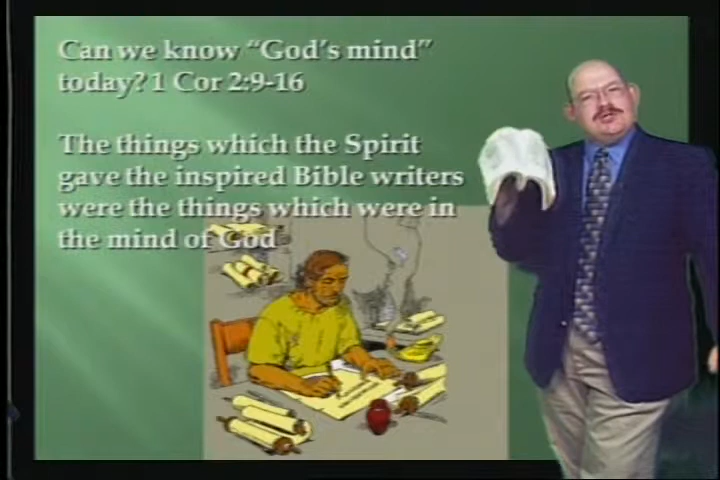 Can we know “God’s mind”
today? 1 Cor 2:9-16
The things which the Spirit
gave the inspired Bible writers
were the things which were in
the mind of God